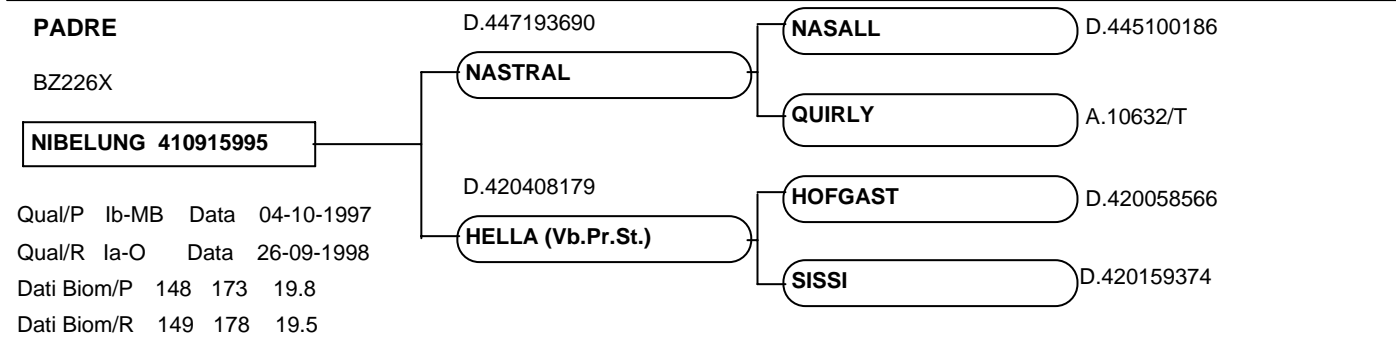 PADRE
BZ226X
NIBELUNG 410915995
Qual/P Ib-MB Data 04-10-1997
Qual/R Ia-O Data 26-09-1998
Dati Biom/P 148 173 19.8
Dati Biom/R 149 178 19.5
D.447193690
NASTRAL
D.420408179
HELLA (Vb.Pr.St.)
NASALL D.445100186
QUIRLY A.10632/T
HOFGAST D.420058566
SISSI D.420159374